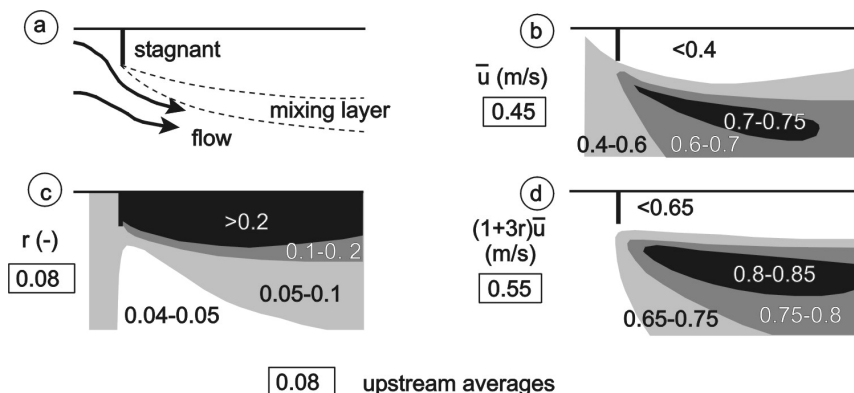 a
stagnant
mixing layer
flow
b
u̅ (m/s)
0.45
<0.4
0.7-0.75
0.4-0.6
0.6-0.7
c
r (-)
0.08
>0.2
0.1-0. 2
0.05-0.1
0.04-0.05
d
(1+3r)u̅
(m/s)
0.55
<0.65
0.8-0.85
0.65-0.75
0.75-0.8
0.08 upstream averages